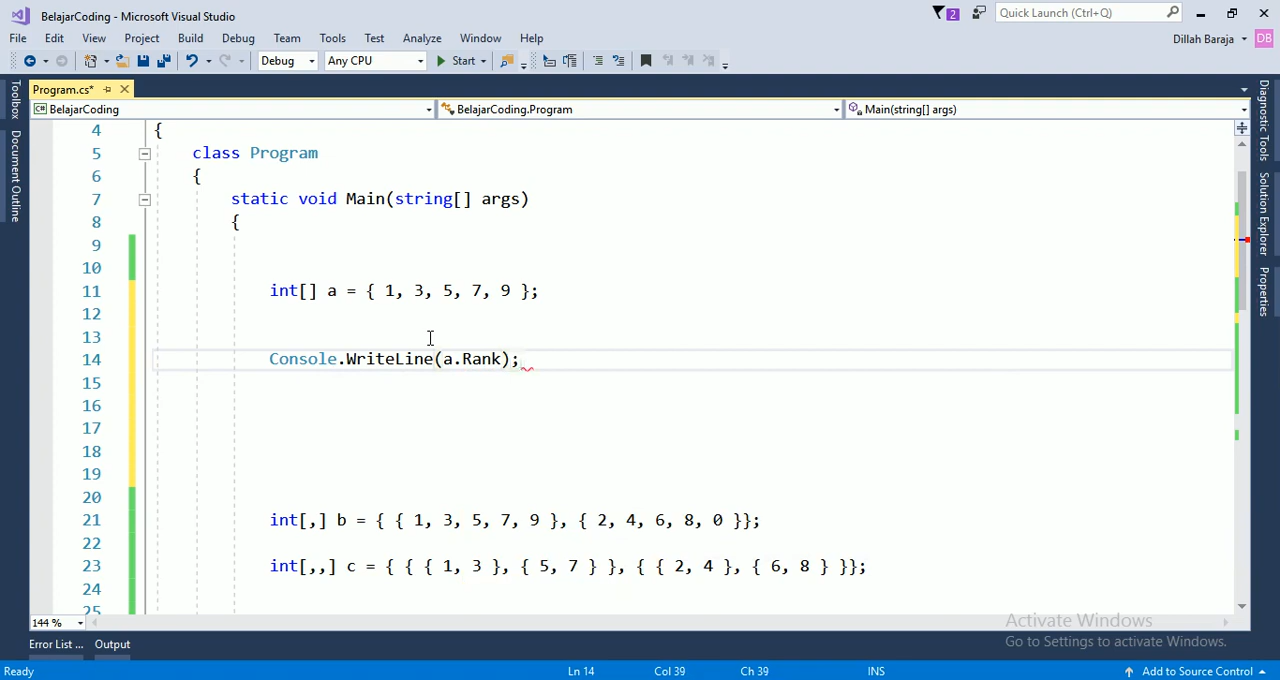 BelajarCoding - Microsoft Visual Studio
2
Quick Launch (Ctrl+Q)
File Edit View Project Build Debug Team Tools Test Analyze Window Help
Dillah Baraja DB
Debug Any CPU Start
Program.cs*
C# BelajarCoding
BelajarCoding.Program
Main(string[] args)
Toolbox
Document Outline
Diagnostic Tools
Solution Explorer
Properties
4 {
5 class Program
6 {
7 static void Main(string[] args)
8 {
9
10
11 int[] a = { 1, 3, 5, 7, 9 };
12
13
14 Console.WriteLine(a.Rank);
15
16
17
18
19
20
21 int[,] b = { { 1, 3, 5, 7, 9 }, { 2, 4, 6, 8, 0 }};
22
23 int[,,] c = { { { 1, 3 }, { 5, 7 } }, { { 2, 4 }, { 6, 8 } }};
24
25
144 %
Activate Windows
Go to Settings to activate Windows.
Error List ... Output
Ready Ln 14 Col 39 Ch 39 INS Add to Source Control